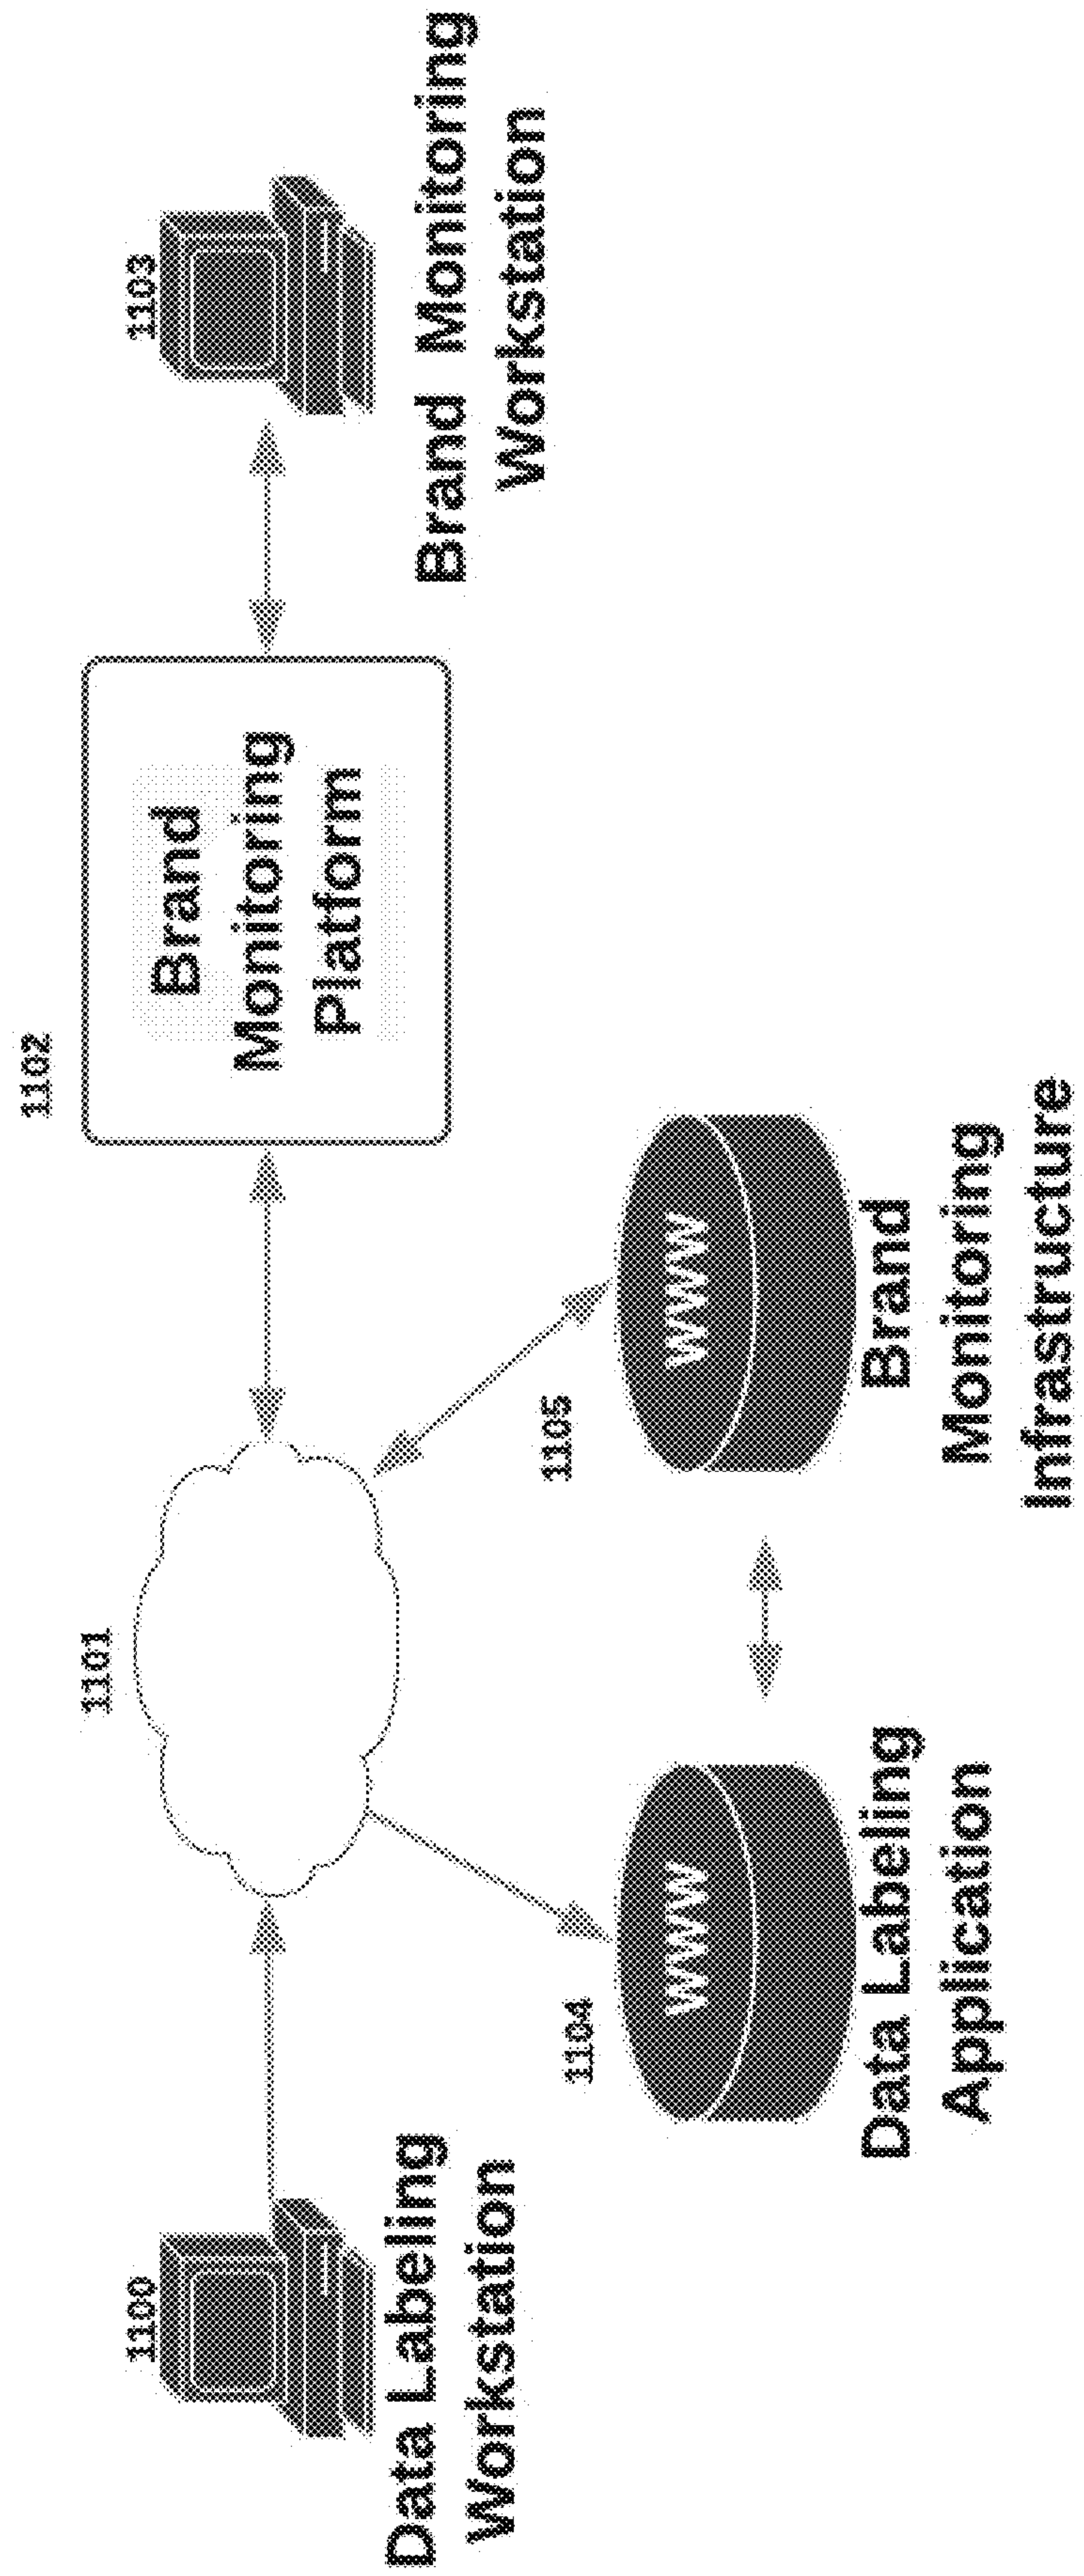 1100
Data Labeling
Workstation
1101
1102
Brand
Monitoring
Platform
1103
Brand Monitoring
Workstation
1104
WWW
Data Labeling
Application
1105
WWW
Brand
Monitoring
Infrastructure